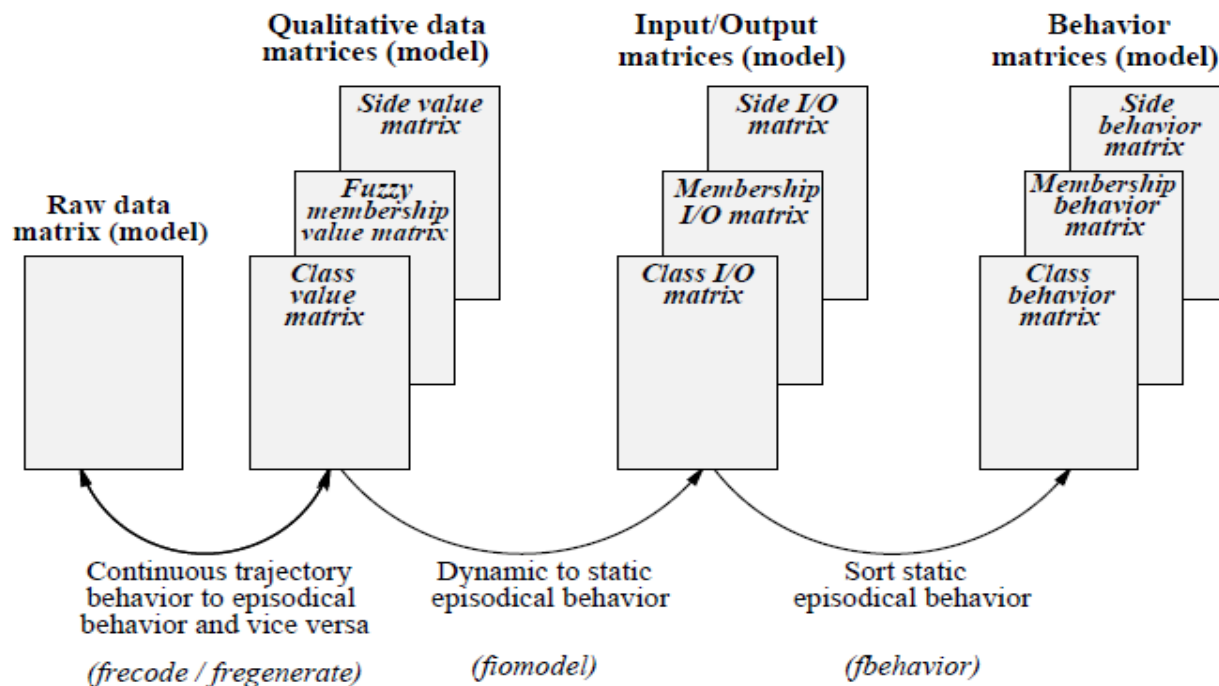 Qualitative data
matrices (model)
Input/Output
matrices (model)
Behavior
matrices (model)
Side value
matrix
Side I/O
matrix
Side
behavior
matrix
Fuzzy
membership
value matrix
Membership
I/O matrix
Membership
behavior
matrix
Raw data
matrix (model)
Class
value
matrix
Class I/O
matrix
Class
behavior
matrix
Continuous trajectory
behavior to episodical
behavior and vice versa
(frecode / fregenerate)
Dynamic to static
episodical behavior
(fiomodel)
Sort static
episodical behavior
(fbehavior)